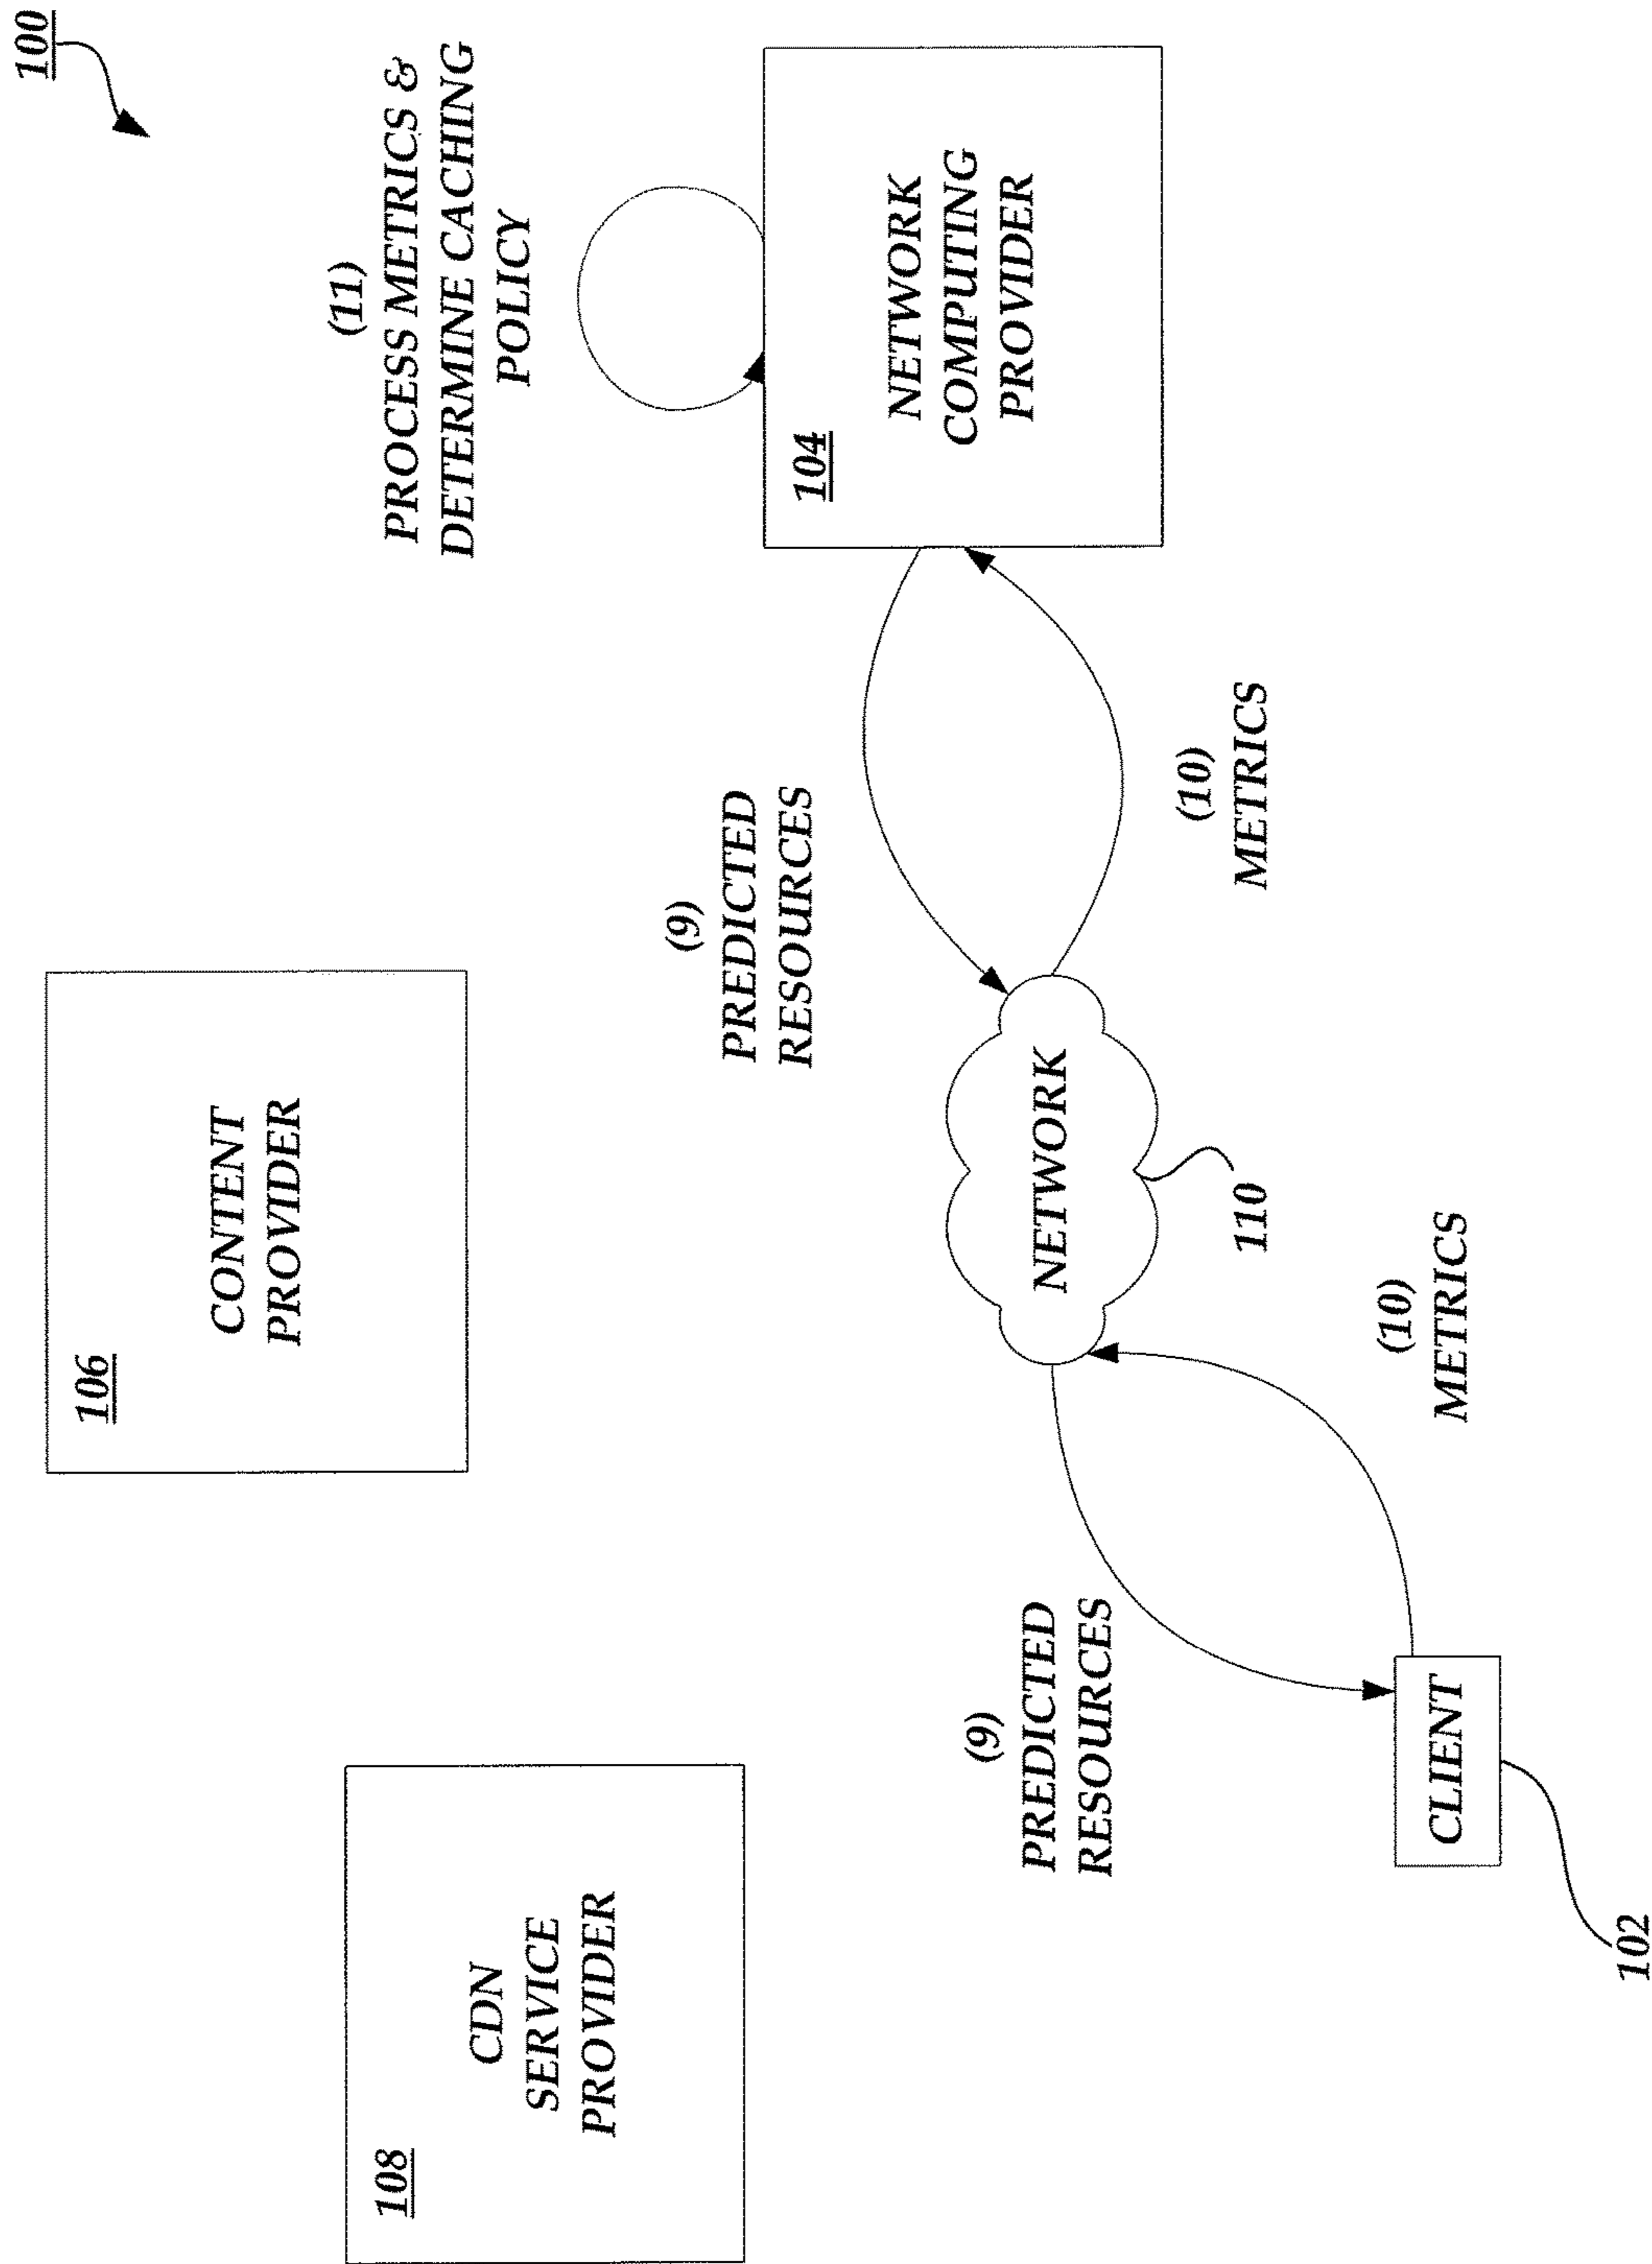 100
(11)
PROCESS METRICS &
DETERMINE CACHING
POLICY
106
CONTENT
PROVIDER
108
CDN
SERVICE
PROVIDER
104
NETWORK
COMPUTING
PROVIDER
(9)
PREDICTED
RESOURCES
(9)
PREDICTED
RESOURCES
NETWORK
110
(10)
METRICS
(10)
METRICS
CLIENT
102